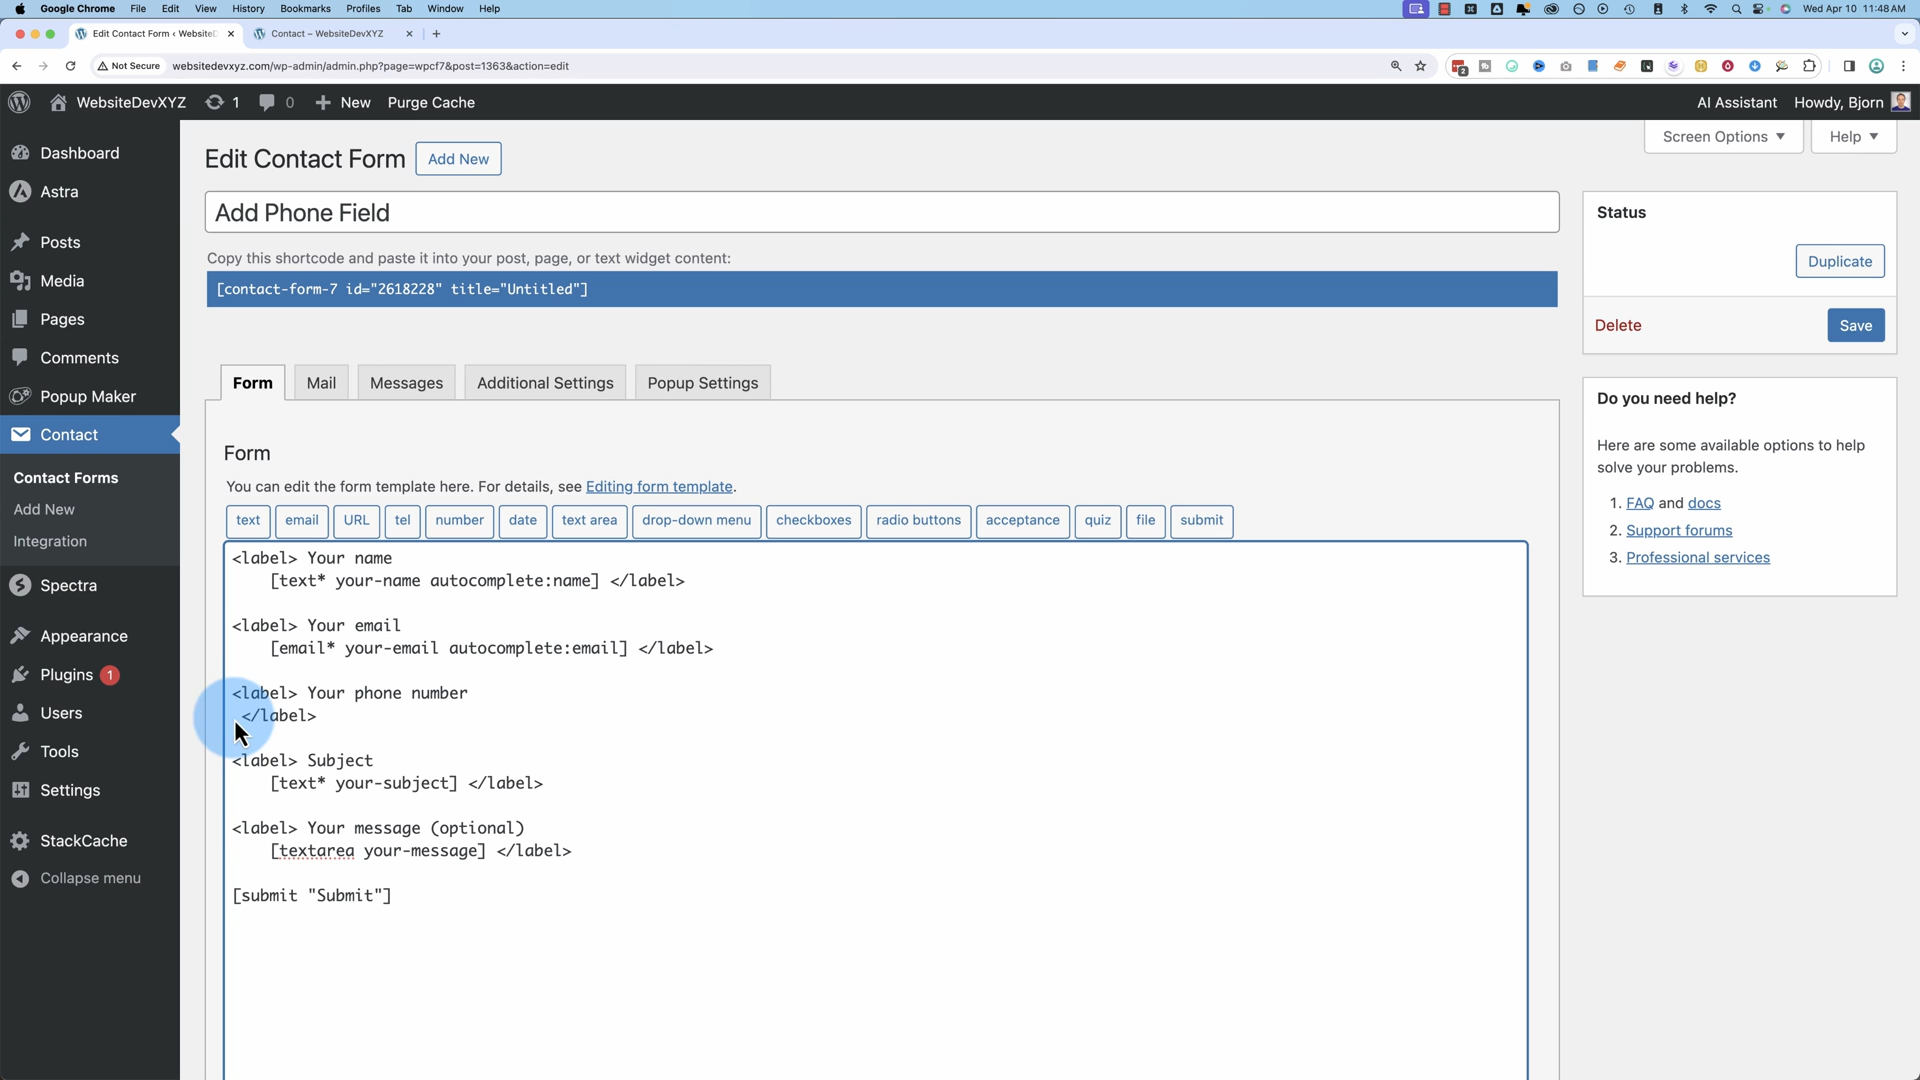 Google Chrome File Edit View History Bookmarks Profiles Tab Window Help Wed Apr 10 11:48 AM
Edit Contact Form ‹ WebsiteD Contact – WebsiteDevXYZ
Not Secure websitedevxyz.com/wp-admin/admin.php?page=wpcf7&post=1363&action=edit 2
WebsiteDevXYZ 1 0 New Purge Cache AI Assistant Howdy, Bjorn
Screen Options Help
Dashboard
Astra
Posts
Media
Pages
Comments
Popup Maker
Contact
Contact Forms
Add New
Integration
Spectra
Appearance
Plugins 1
Users
Tools
Settings
StackCache
Collapse menu
Edit Contact Form Add New
Add Phone Field
Copy this shortcode and paste it into your post, page, or text widget content:
[contact-form-7 id="2618228" title="Untitled"]
Form Mail Messages Additional Settings Popup Settings
Form
You can edit the form template here. For details, see Editing form template.
text email URL tel number date text area drop-down menu checkboxes radio buttons acceptance quiz file submit
<label> Your name
[text* your-name autocomplete:name] </label>
<label> Your email
[email* your-email autocomplete:email] </label>
<label> Your phone number
</label>
<label> Subject
[text* your-subject] </label>
<label> Your message (optional)
[textarea your-message] </label>
[submit "Submit"]
Status
Duplicate
Delete Save
Do you need help?
Here are some available options to help
solve your problems.
1. FAQ and docs
2. Support forums
3. Professional services